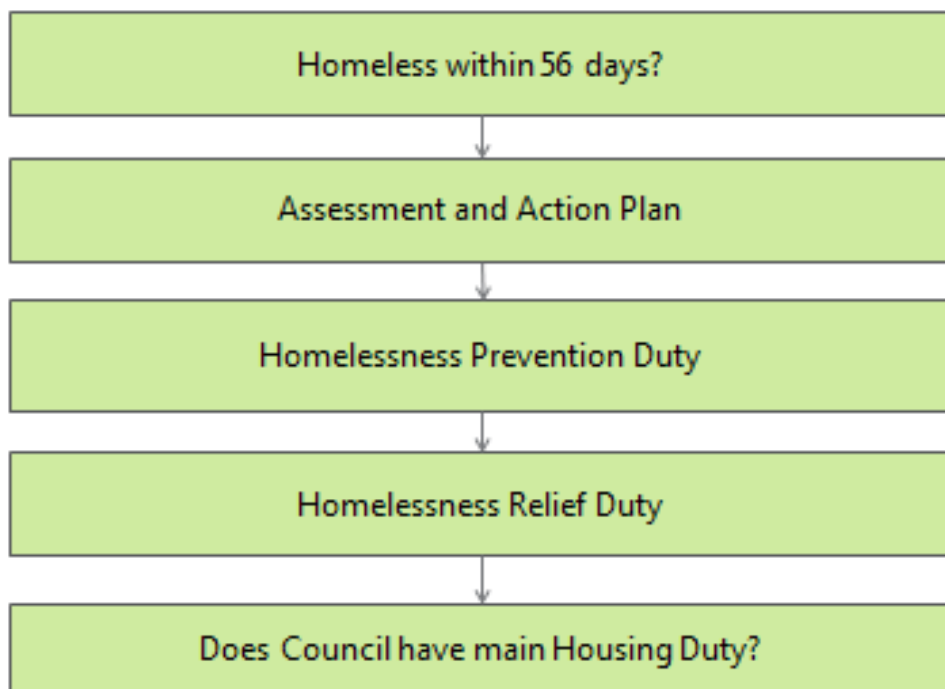 Homeless within 56 days?
Assessment and Action Plan
Homelessness Prevention Duty
Homelessness Relief Duty
Does Council have main Housing Duty?